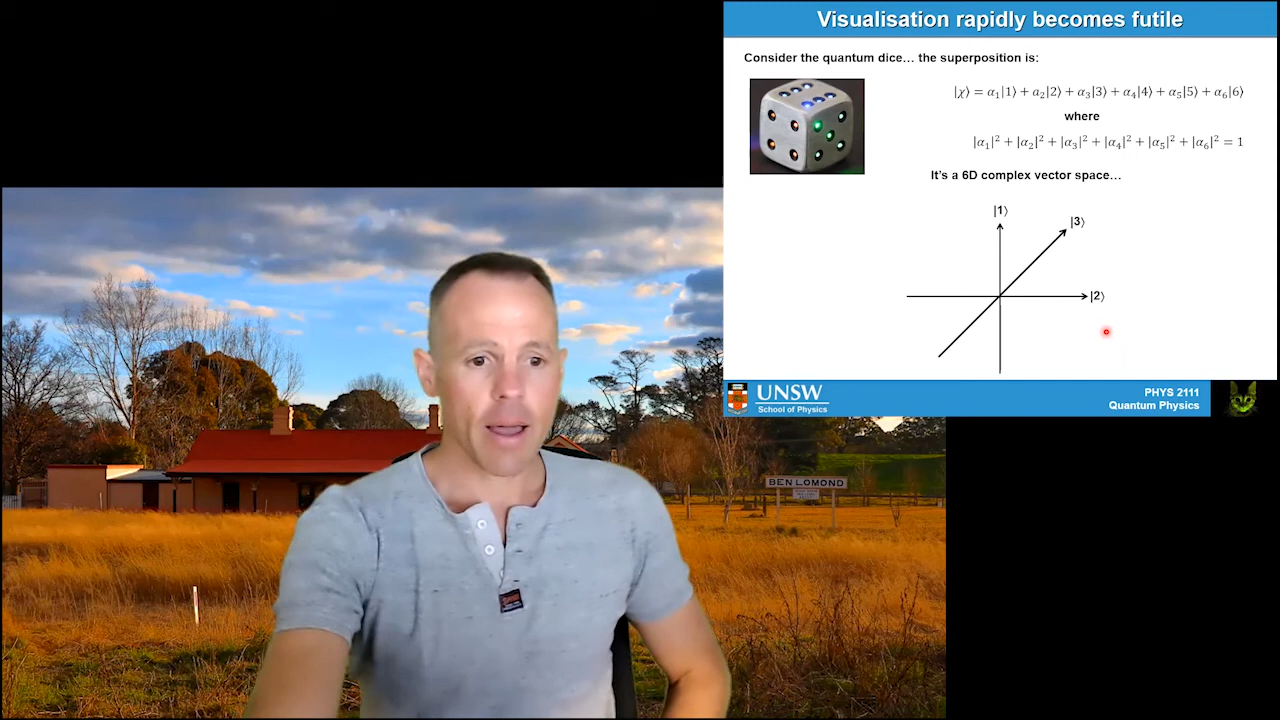 Visualisation rapidly becomes futile
Consider the quantum dice… the superposition is:
|χ⟩ = α₁|1⟩ + a₂|2⟩ + α₃|3⟩ + α₄|4⟩ + α₅|5⟩ + α₆|6⟩
where
|α₁|² + |α₂|² + |α₃|² + |α₄|² + |α₅|² + |α₆|² = 1
It's a 6D complex vector space…
|1⟩
|3⟩
|2⟩
UNSW
School of Physics
PHYS 2111
Quantum Physics
BEN LOMOND